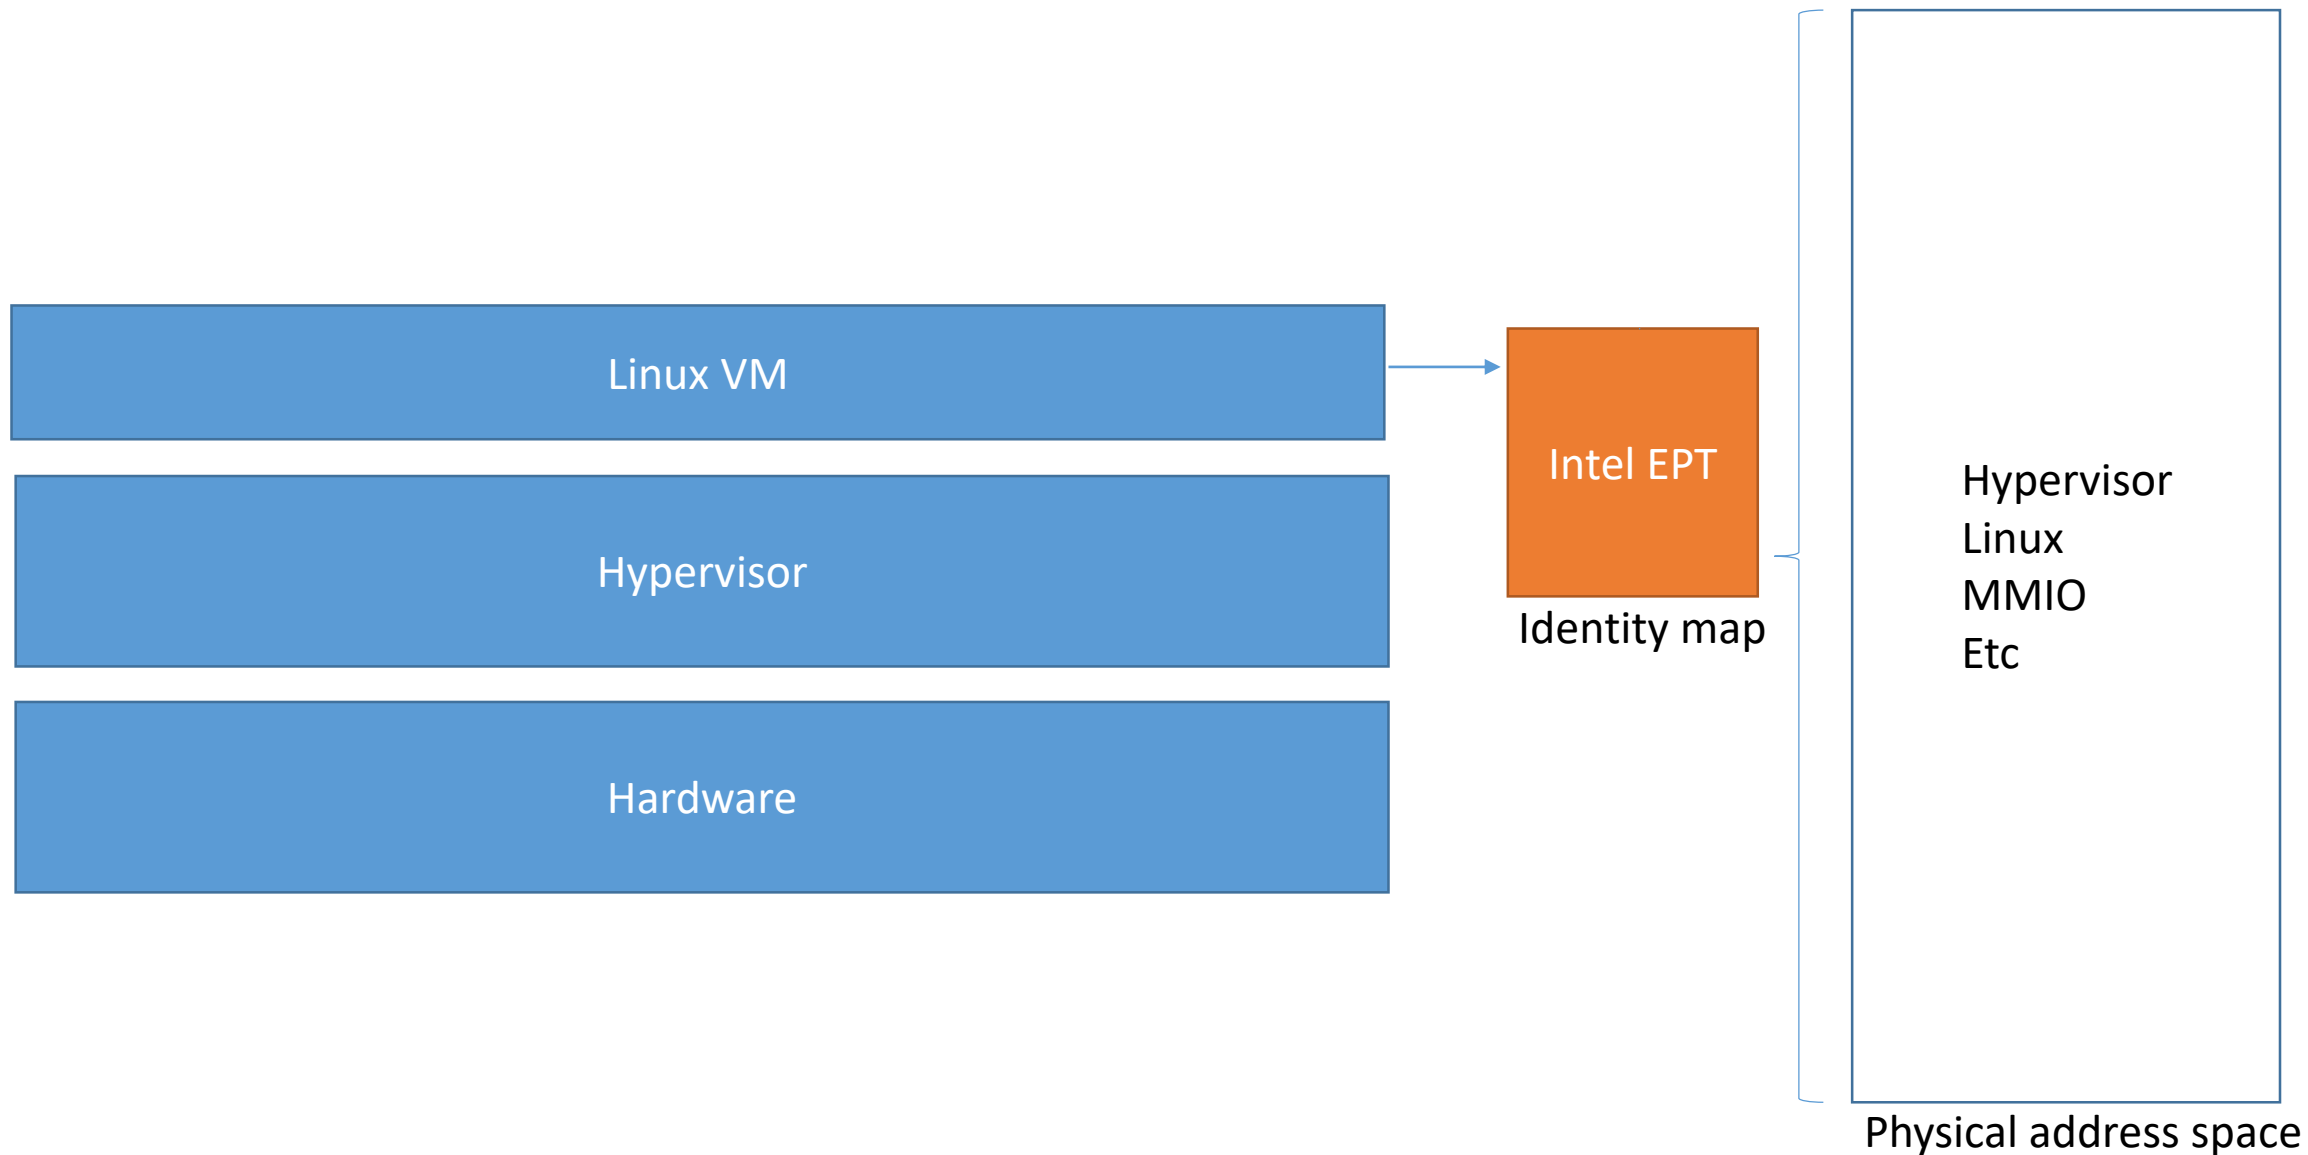 Linux VM
Hypervisor
Hardware
Intel EPT
Identity map
Hypervisor
Linux
MMIO
Etc
Physical address space